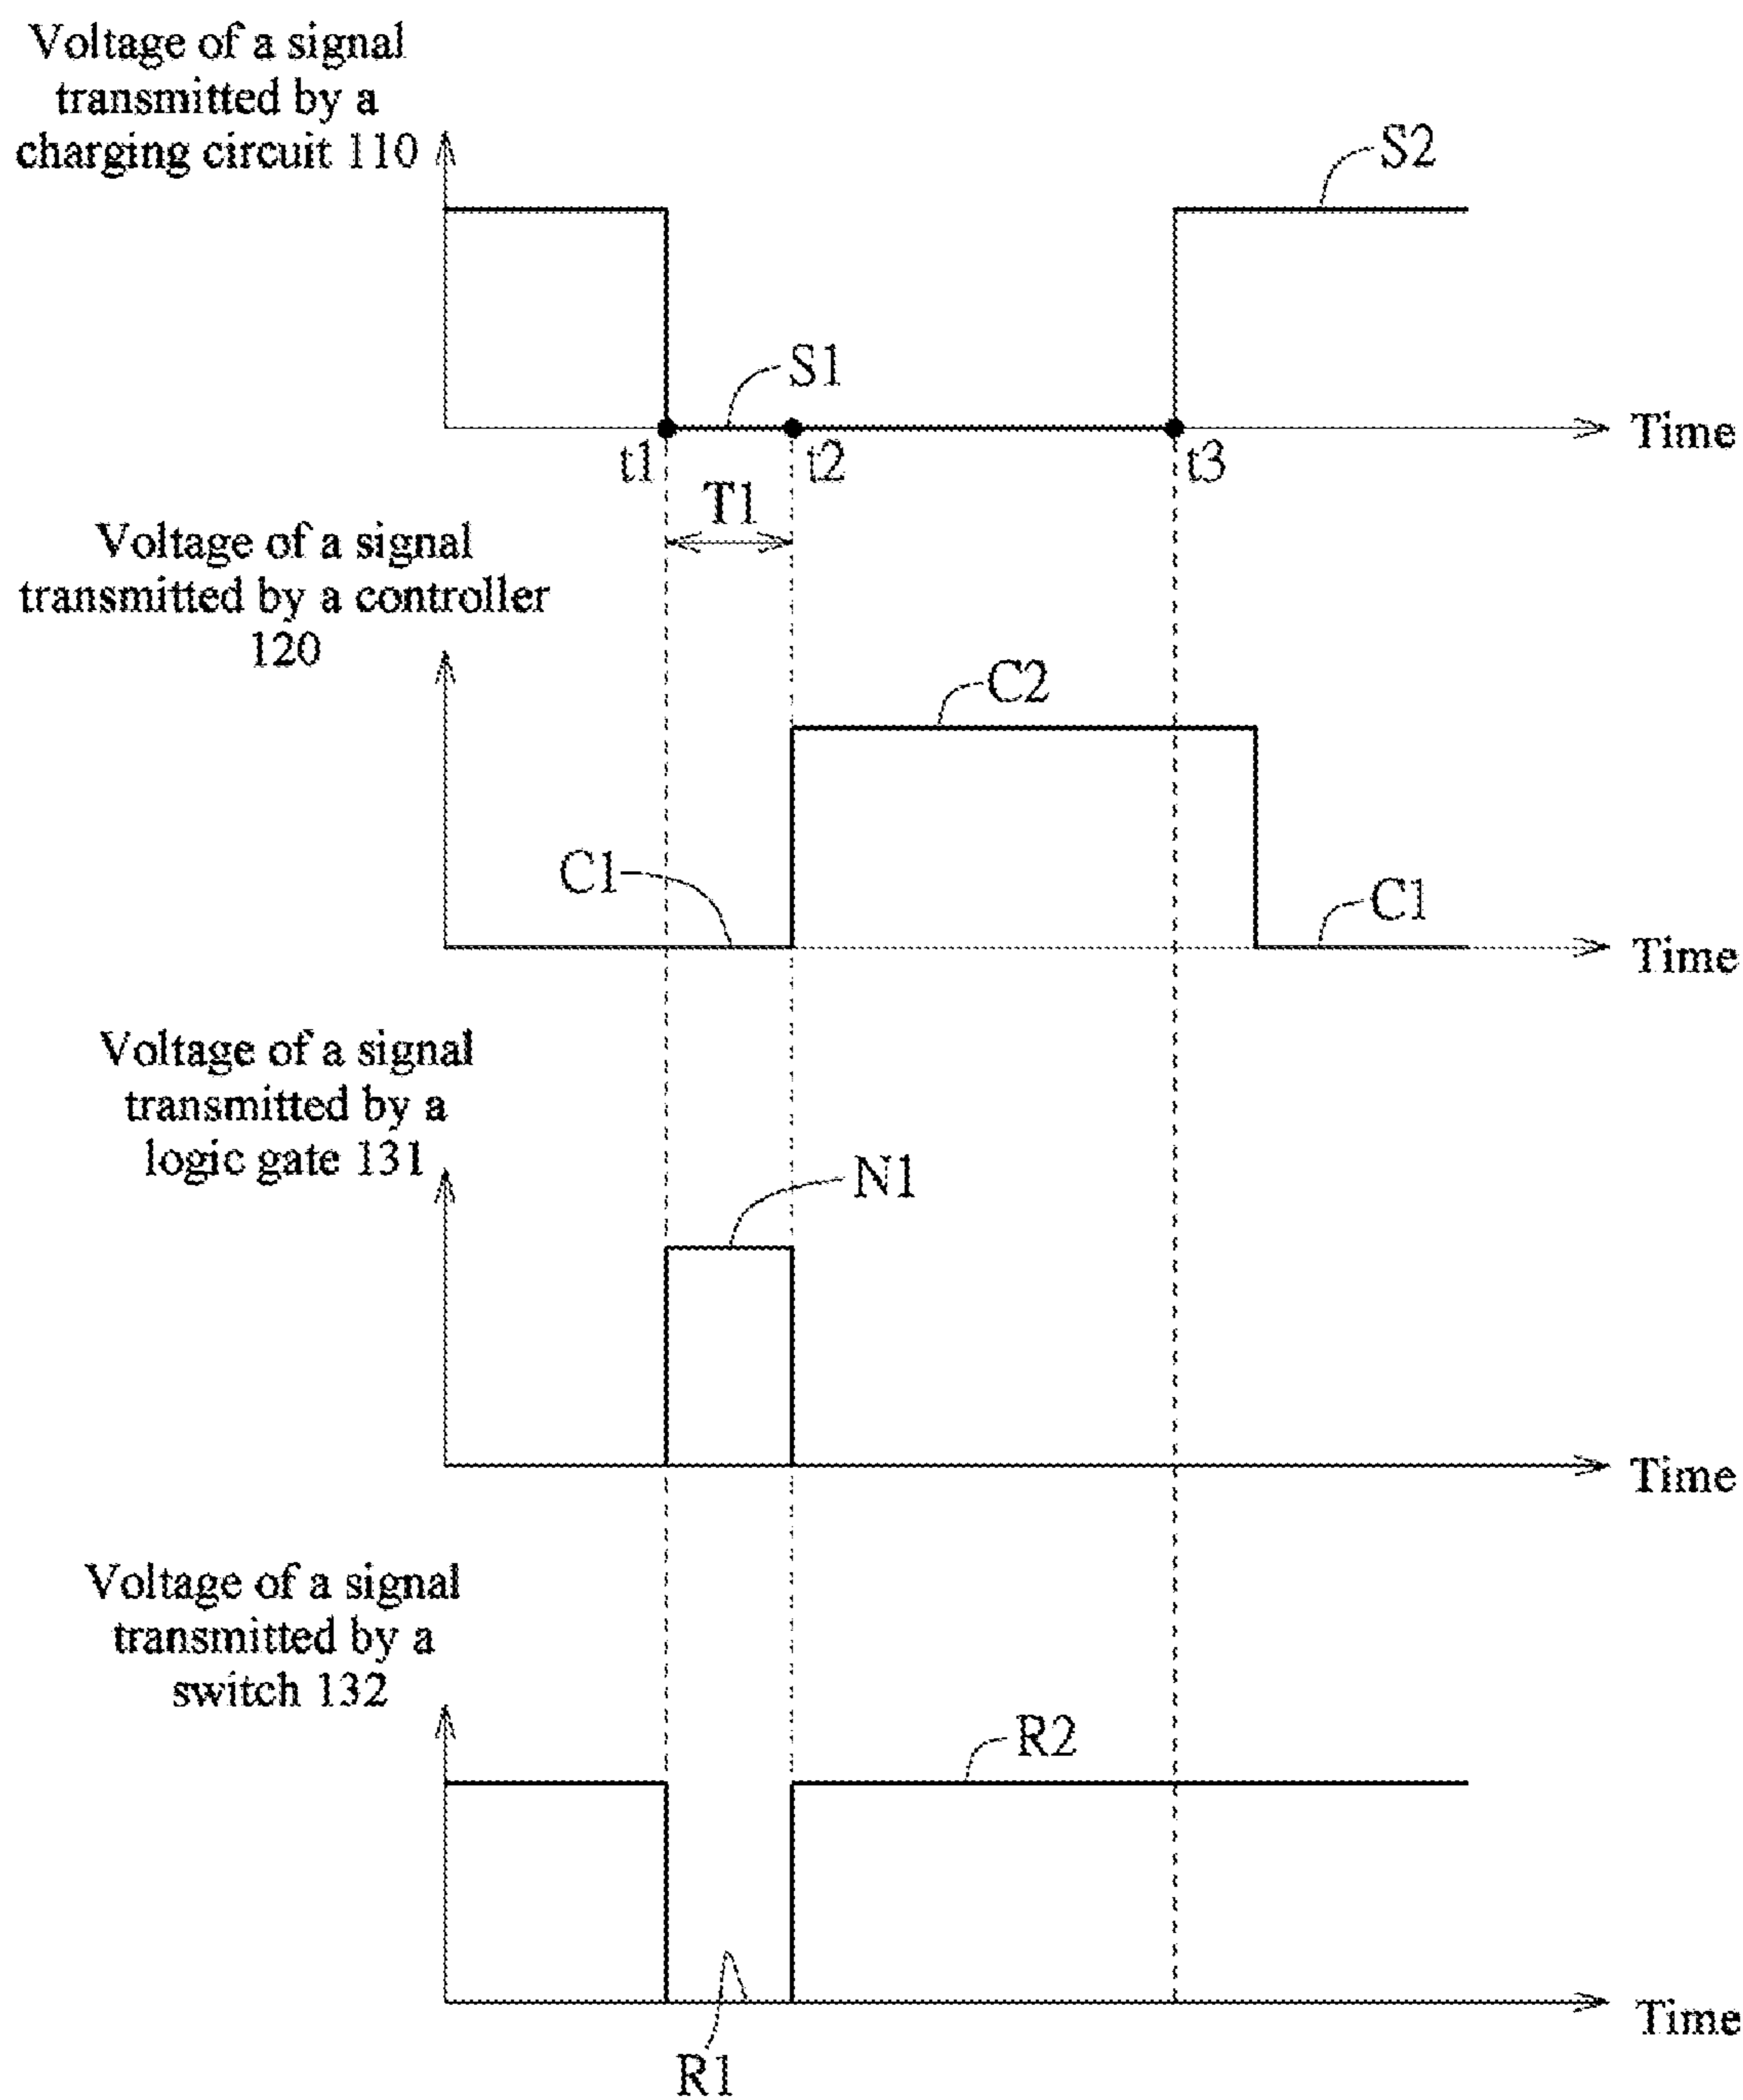 Voltage of a signal
transmitted by a
charging circuit 110
S2
S1
Time
t1
t2
t3
T1
Voltage of a signal
transmitted by a controller
120
C2
C1
C1
Time
Voltage of a signal
transmitted by a
logic gate 131
N1
Time
Voltage of a signal
transmitted by a
switch 132
R2
Time
R1